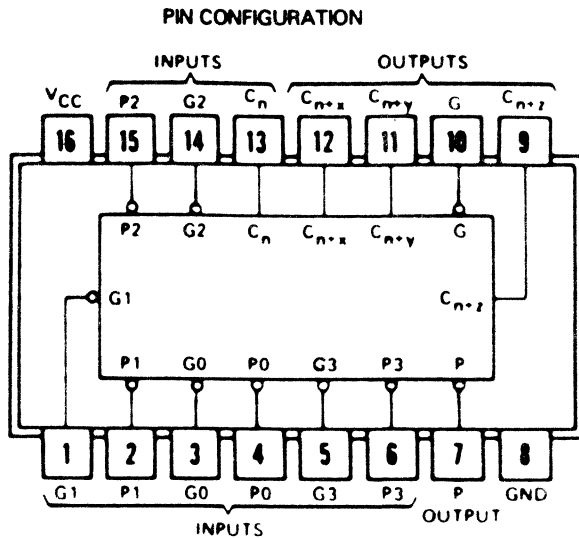 PIN CONFIGURATION
INPUTS OUTPUTS
VCC P2 G2 Cn Cn+x Cn+y G Cn+z
16 15 14 13 12 11 10 9
P2 G2 Cn Cn+x Cn+y G
G1 Cn+z
P1 G0 P0 G3 P3 P
1 2 3 4 5 6 7 8
G1 P1 G0 P0 G3 P3 P GND
INPUTS OUTPUT